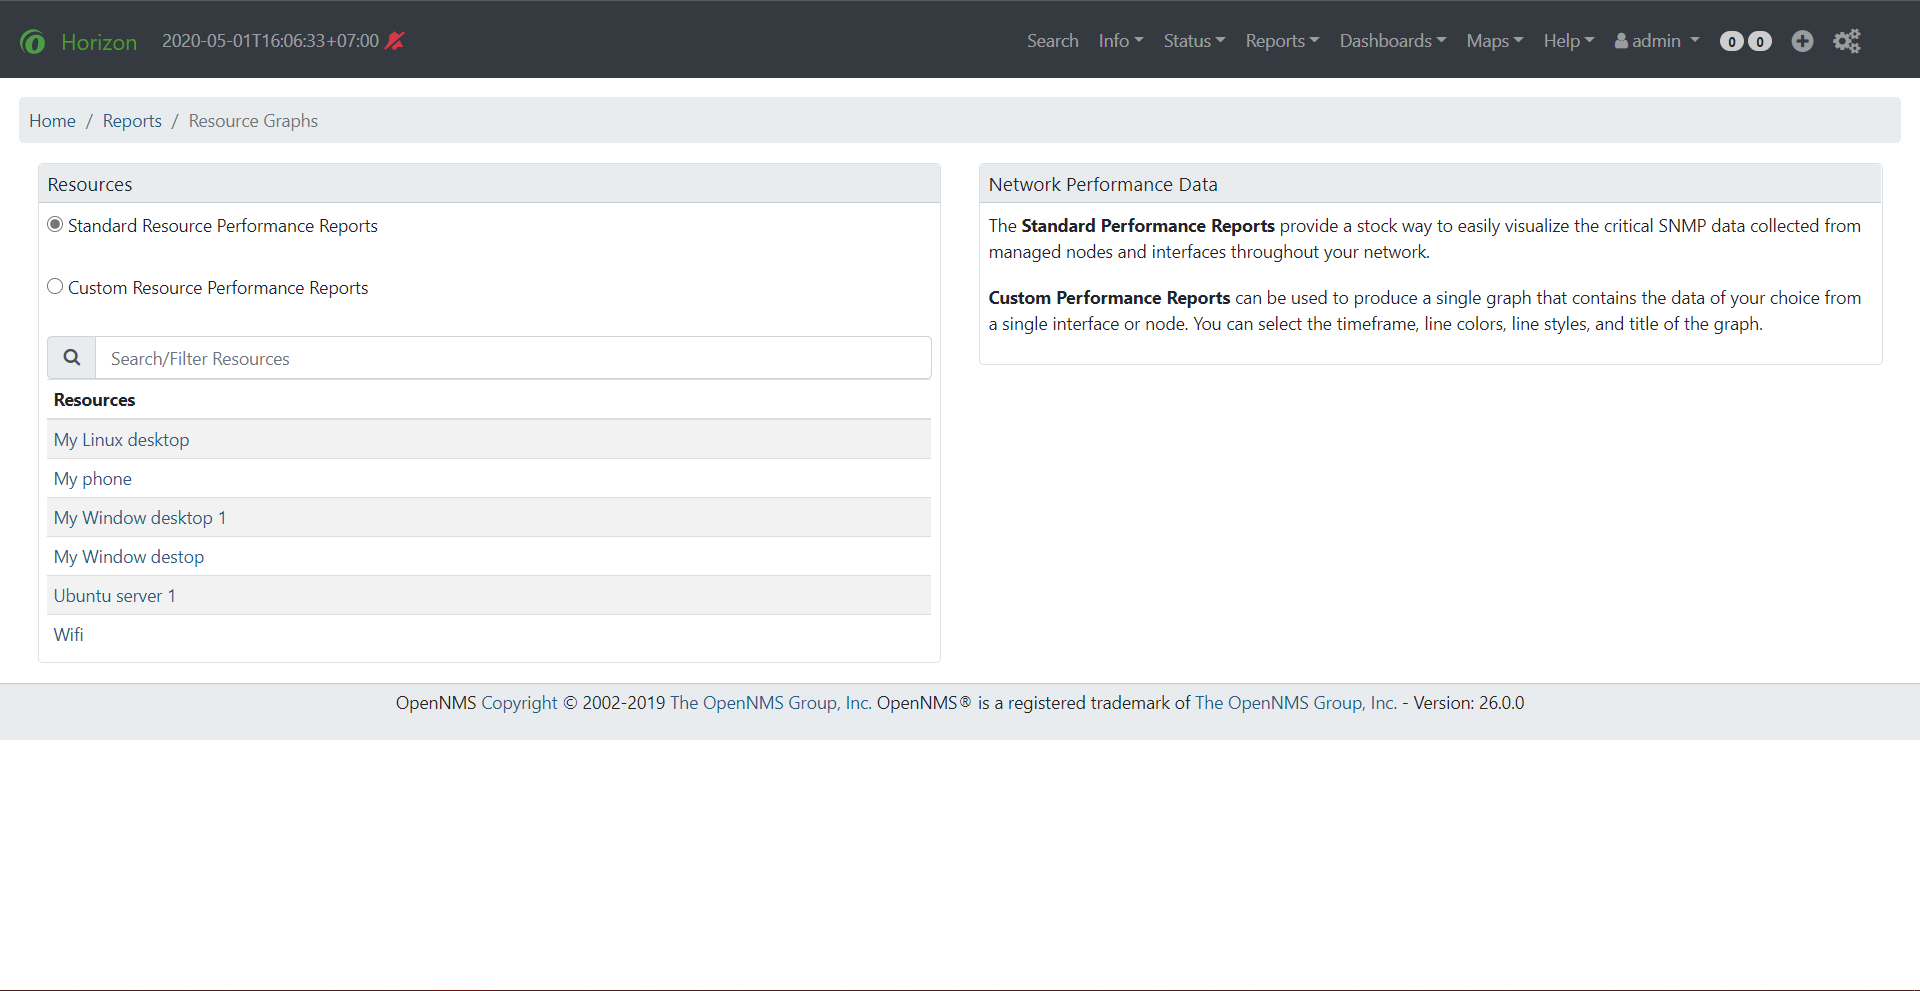 Horizon 2020-05-01T16:06:33+07:00 Search Info Status Reports Dashboards Maps Help admin 0 0
Home / Reports / Resource Graphs
Resources
Standard Resource Performance Reports
Custom Resource Performance Reports
Search/Filter Resources
Resources
My Linux desktop
My phone
My Window desktop 1
My Window destop
Ubuntu server 1
Wifi
Network Performance Data
The Standard Performance Reports provide a stock way to easily visualize the critical SNMP data collected from
managed nodes and interfaces throughout your network.
Custom Performance Reports can be used to produce a single graph that contains the data of your choice from
a single interface or node. You can select the timeframe, line colors, line styles, and title of the graph.
OpenNMS Copyright © 2002-2019 The OpenNMS Group, Inc. OpenNMS® is a registered trademark of The OpenNMS Group, Inc. - Version: 26.0.0